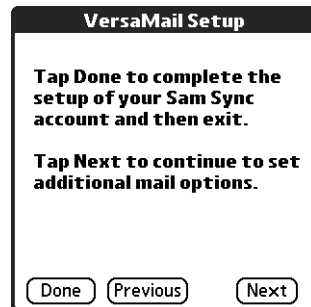 VersaMail Setup
Tap Done to complete the
setup of your Sam Sync
account and then exit.
Tap Next to continue to set
additional mail options.
Done Previous Next